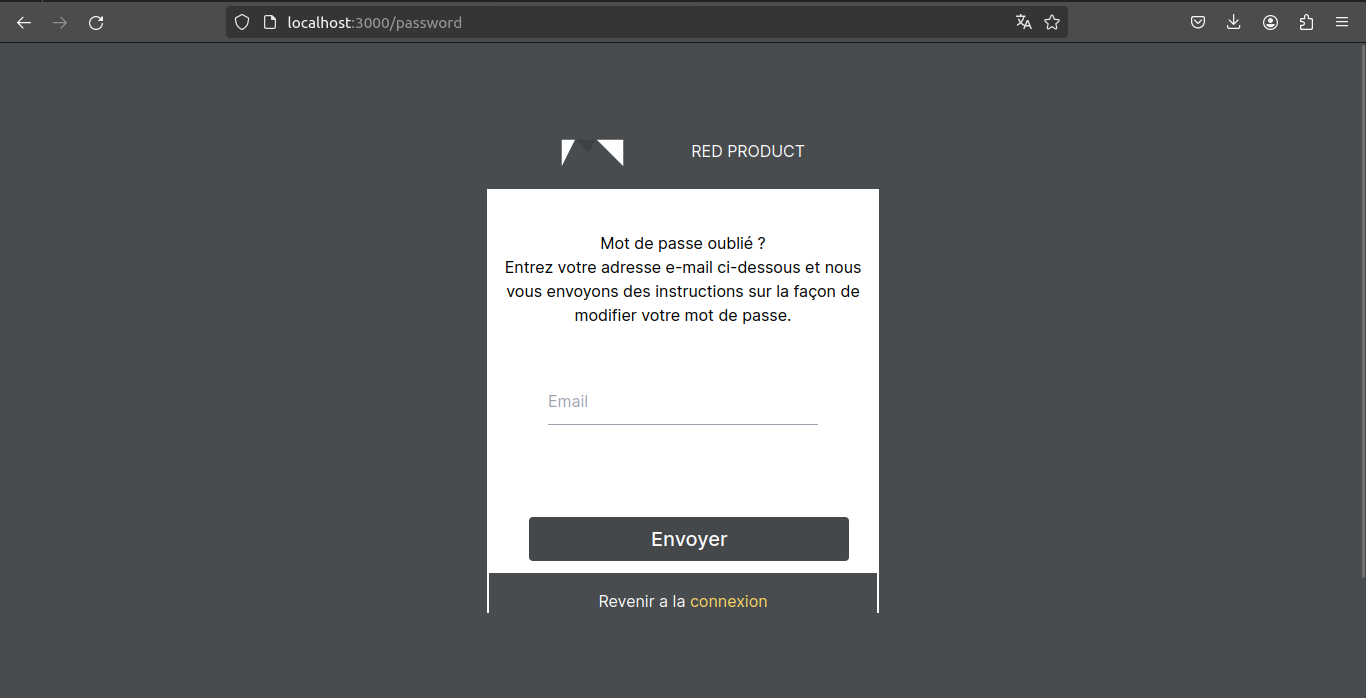 localhost:3000/password
RED PRODUCT
Mot de passe oublié ?
Entrez votre adresse e-mail ci-dessous et nous
vous envoyons des instructions sur la façon de
modifier votre mot de passe.
Email
Envoyer
Revenir a la connexion